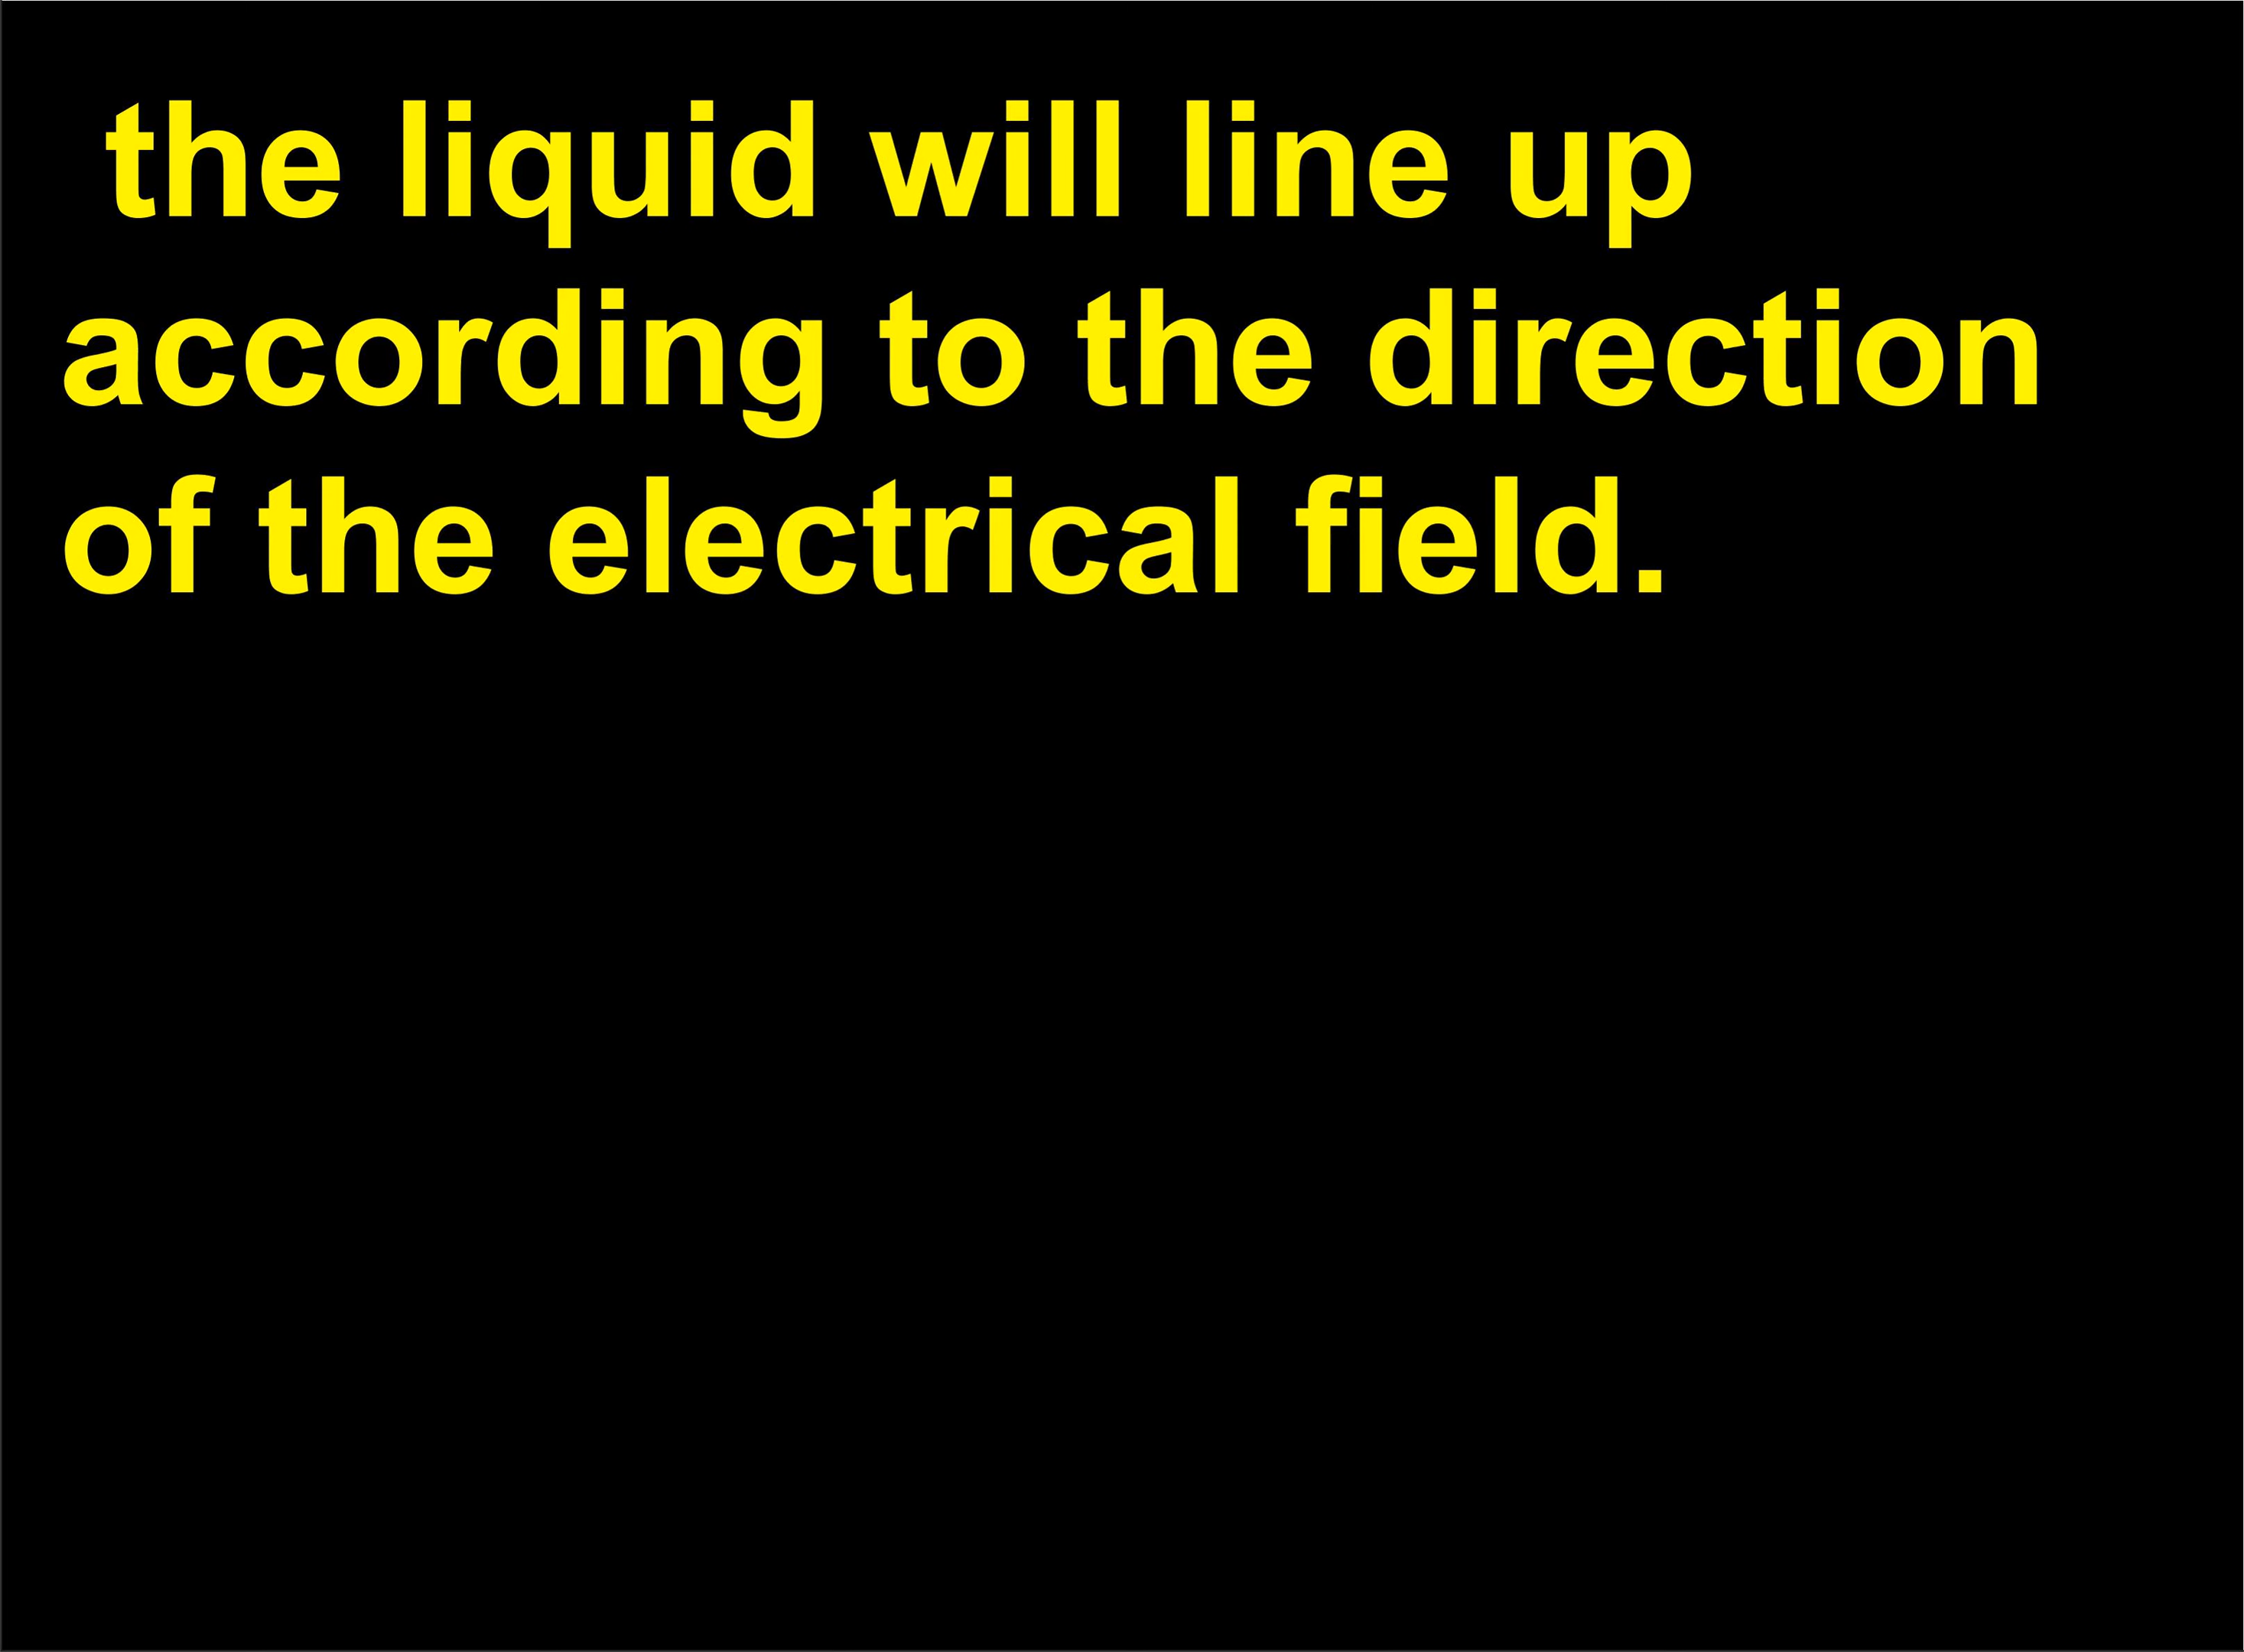 the liquid will line up
according to the direction
of the electrical field.